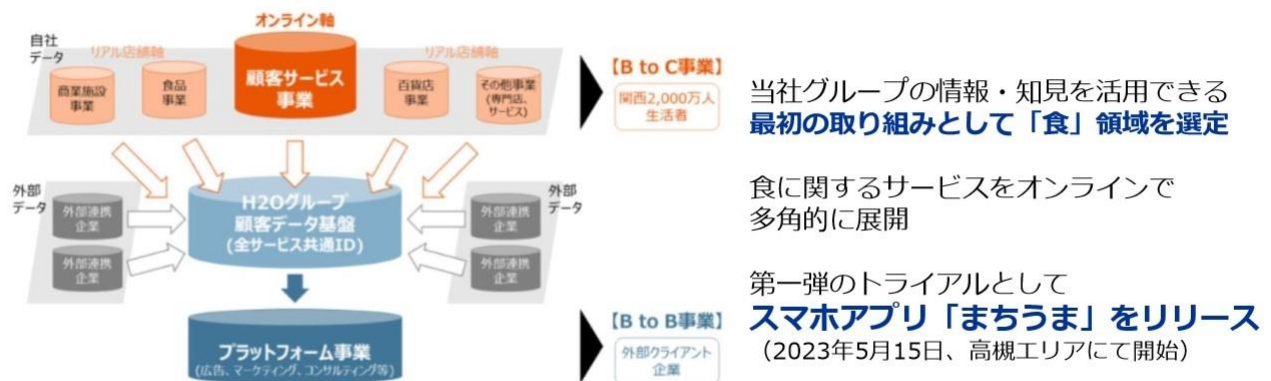 オンライン軸
自社
データ
リアル店舗軸
リアル店舗軸
商業施設
事業
食品
事業
顧客サービス
事業
百貨店
事業
その他事業
(専門店、
サービス)
【B to C事業】
関西2,000万人
生活者
外部
データ
外部連携
企業
外部連携
企業
H2Oグループ
顧客データ基盤
(全サービス共通ID)
外部
データ
外部連携
企業
外部連携
企業
プラットフォーム事業
(広告、マーケティング、コンサルティング等)
【B to B事業】
外部クライアント
企業
当社グループの情報・知見を活用できる
最初の取り組みとして「食」領域を選定
食に関するサービスをオンラインで
多角的に展開
第一弾のトライアルとして
スマホアプリ「まちうま」をリリース
（2023年5月15日、高槻エリアにて開始）